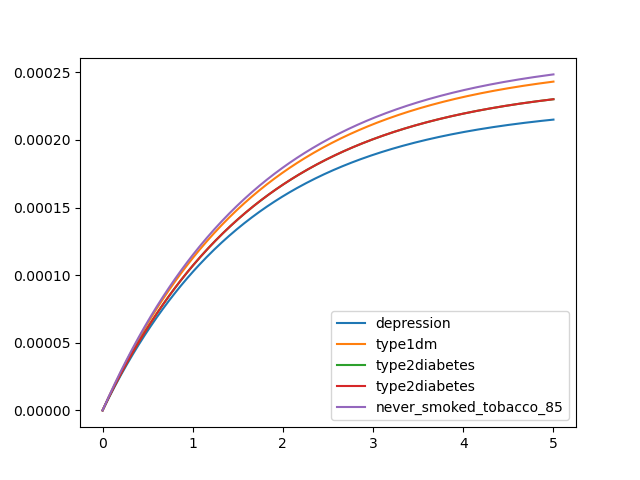 0.00025
0.00020
0.00015
0.00010
0.00005
0.00000
depression
type1dm
type2diabetes
type2diabetes
never_smoked_tobacco_85
0 1 2 3 4 5